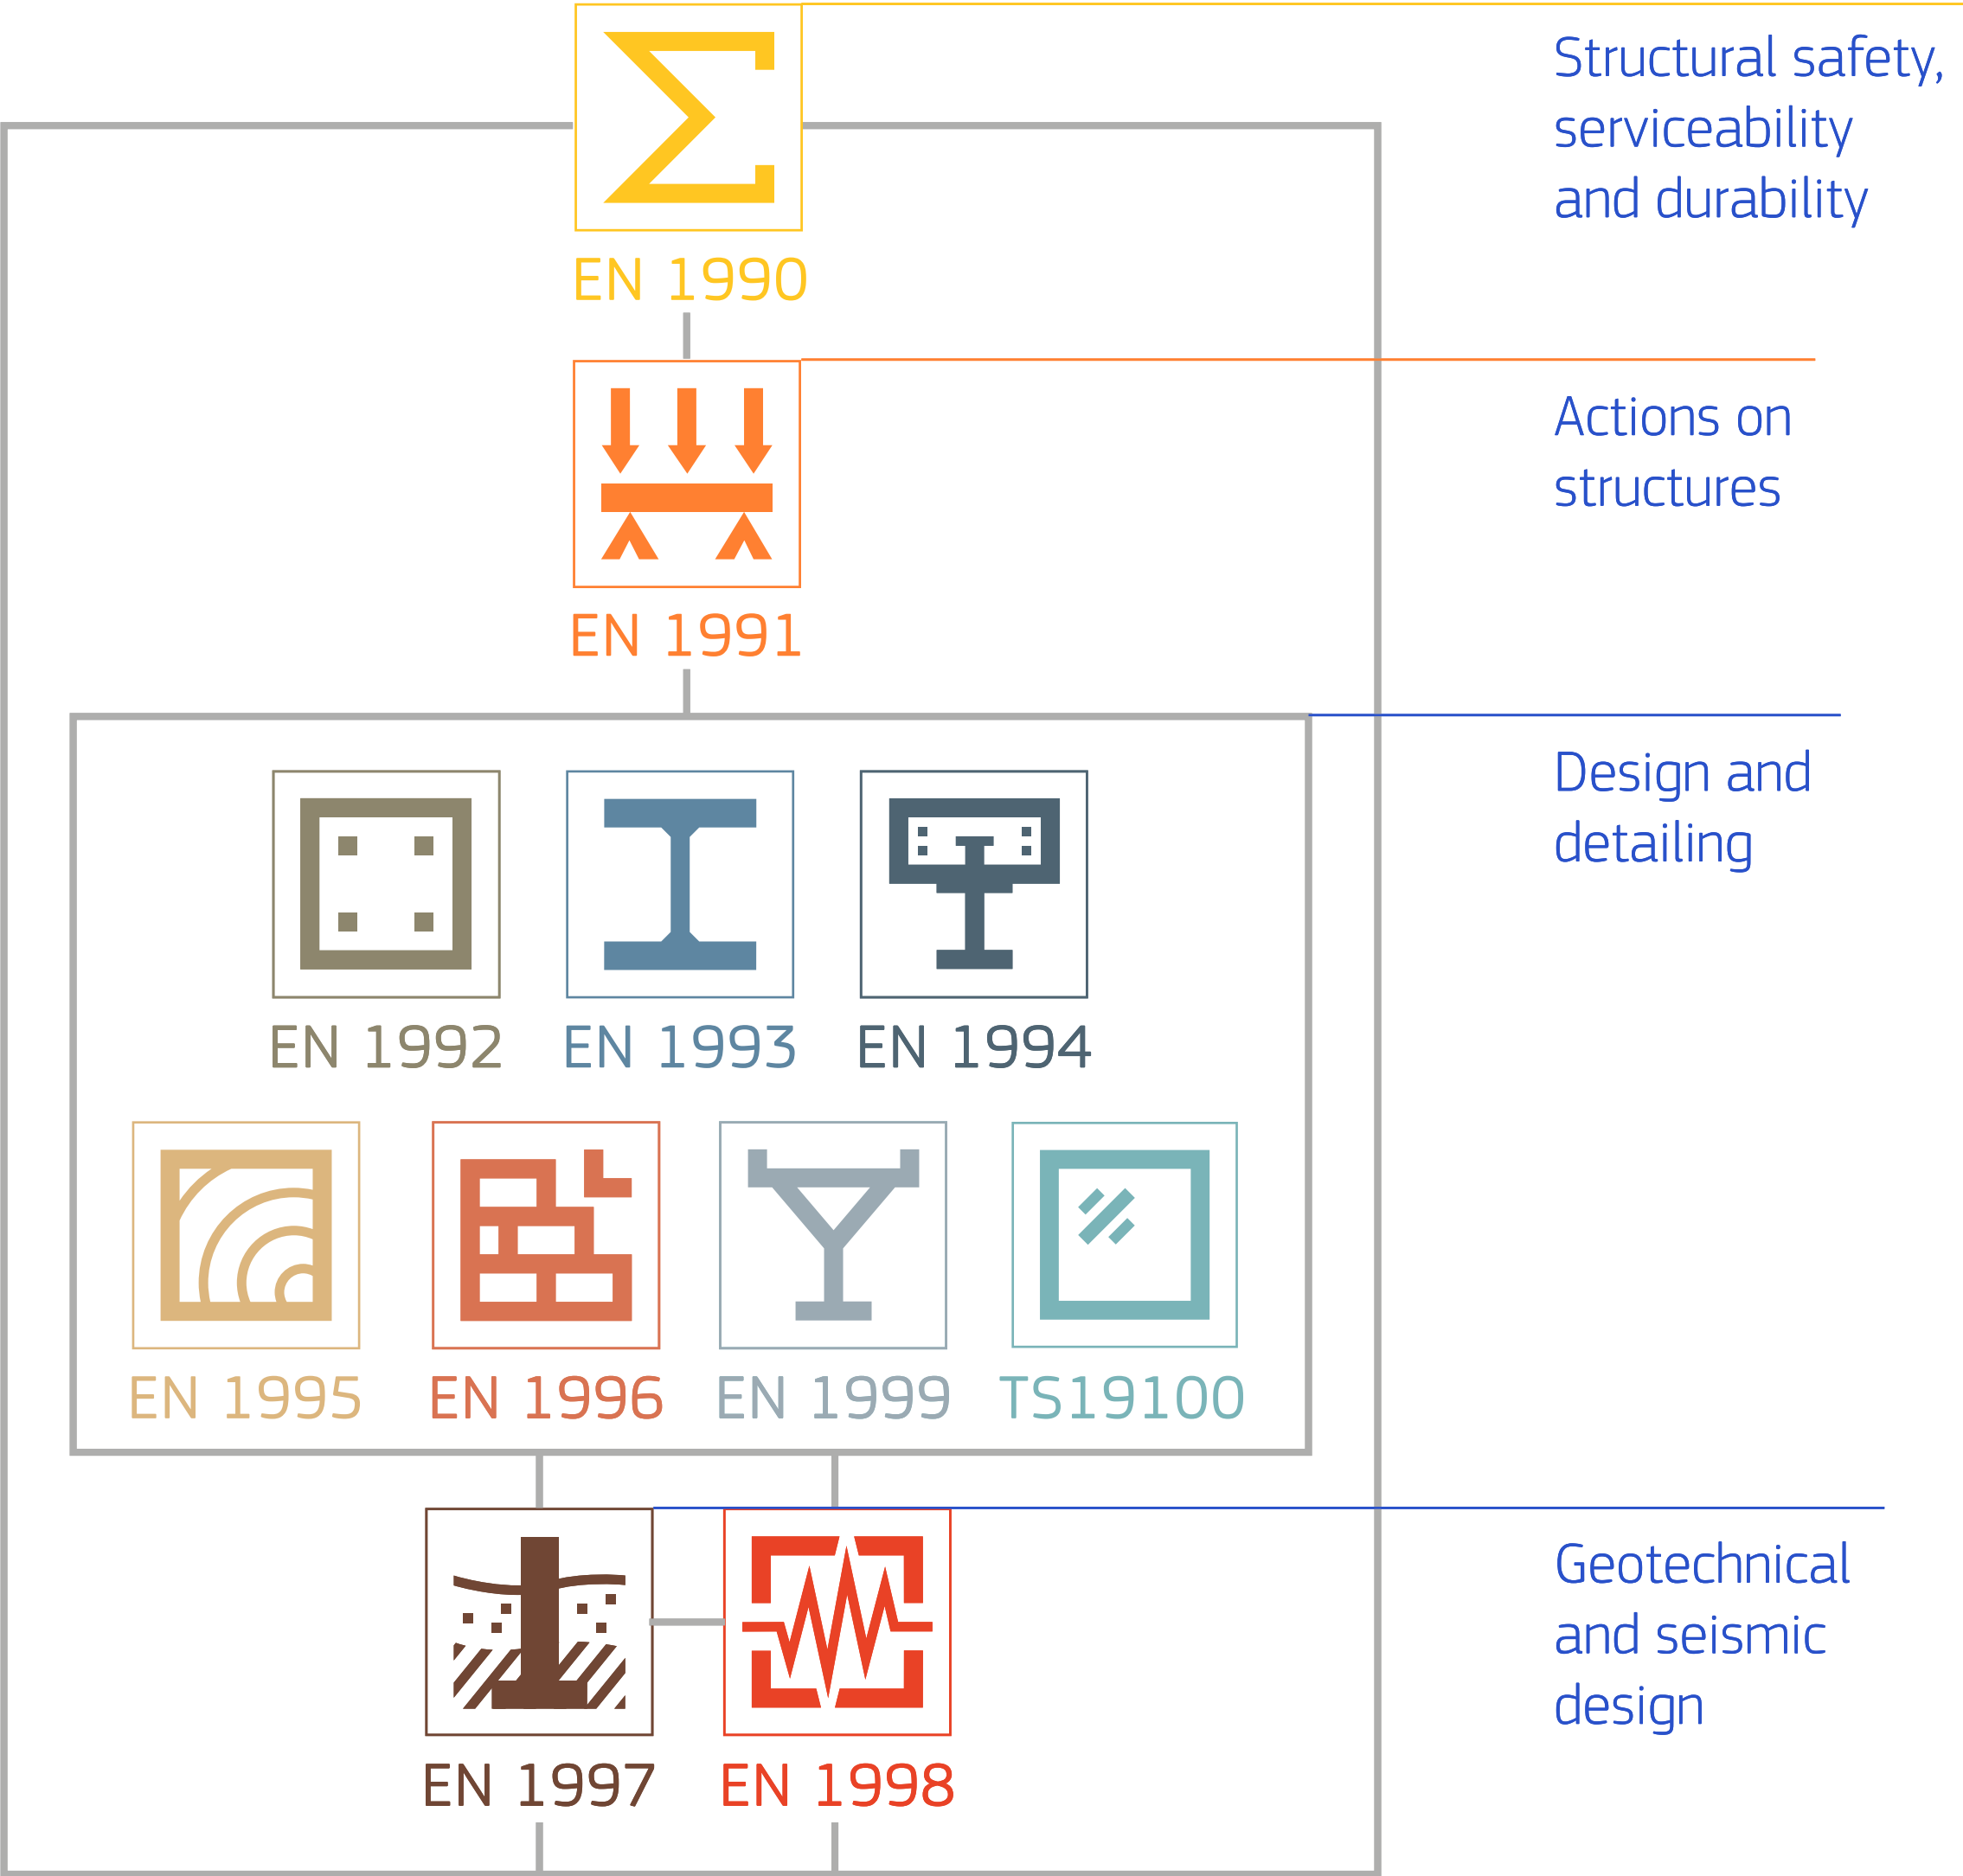 Structural safety,
serviceability
and durability
EN 1990
Actions on
structures
EN 1991
Design and
detailing
EN 1992 EN 1993 EN 1994
EN 1995 EN 1996 EN 1999 TS19100
Geotechnical
and seismic
design
EN 1997 EN 1998